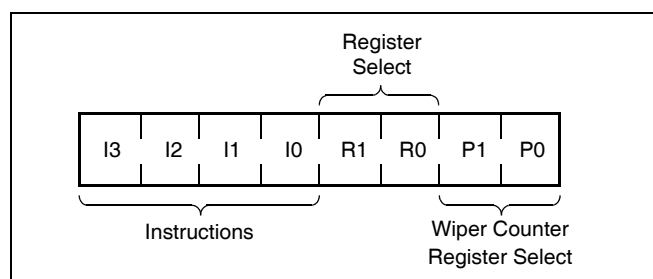 Register
Select
I3 I2 I1 I0 R1 R0 P1 P0
Instructions
Wiper Counter
Register Select